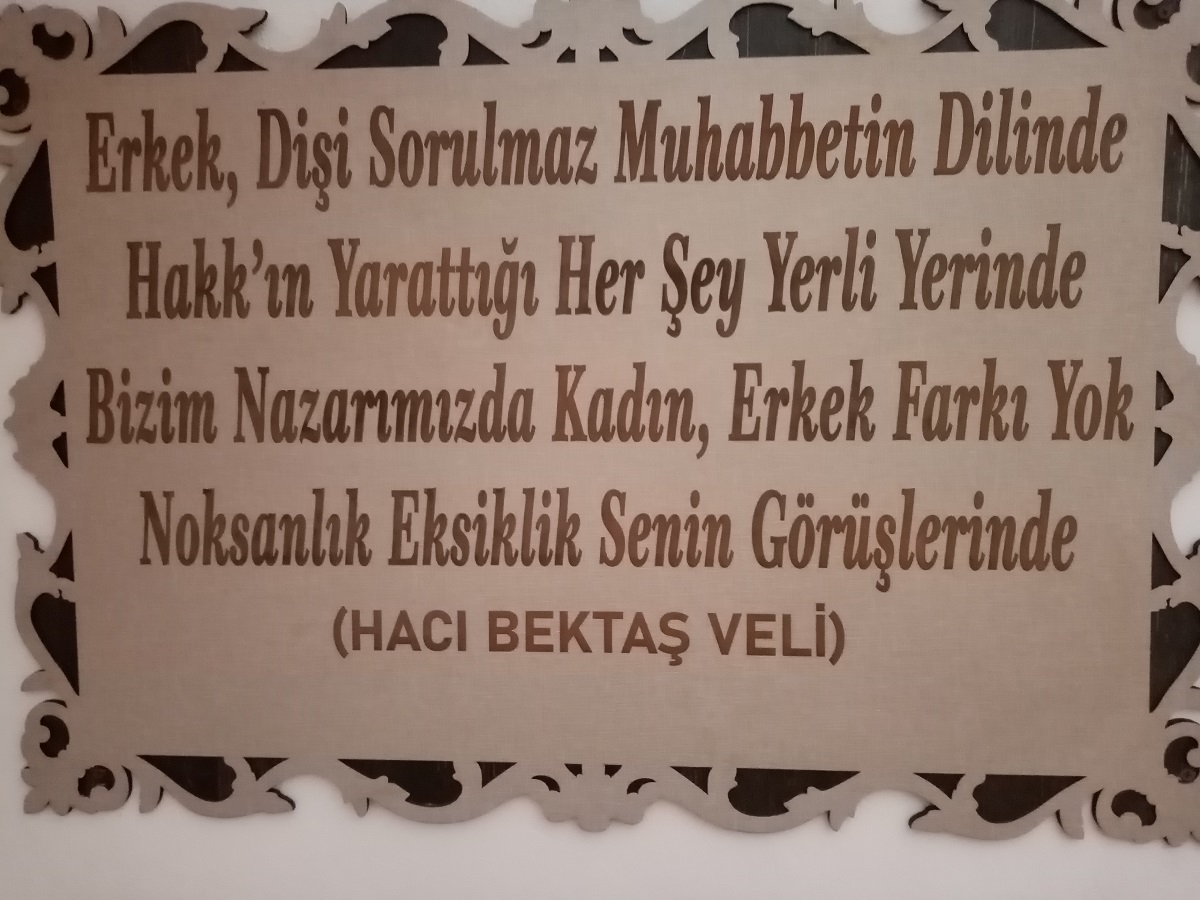 Erkek, Dişi Sorulmaz Muhabbetin Dilinde
Hakk'ın Yarattığı Her Şey Yerli Yerinde
Bizim Nazarımızda Kadın, Erkek Farkı Yok
Noksanlık Eksiklik Senin Görüşlerinde
(HACI BEKTAŞ VELİ)